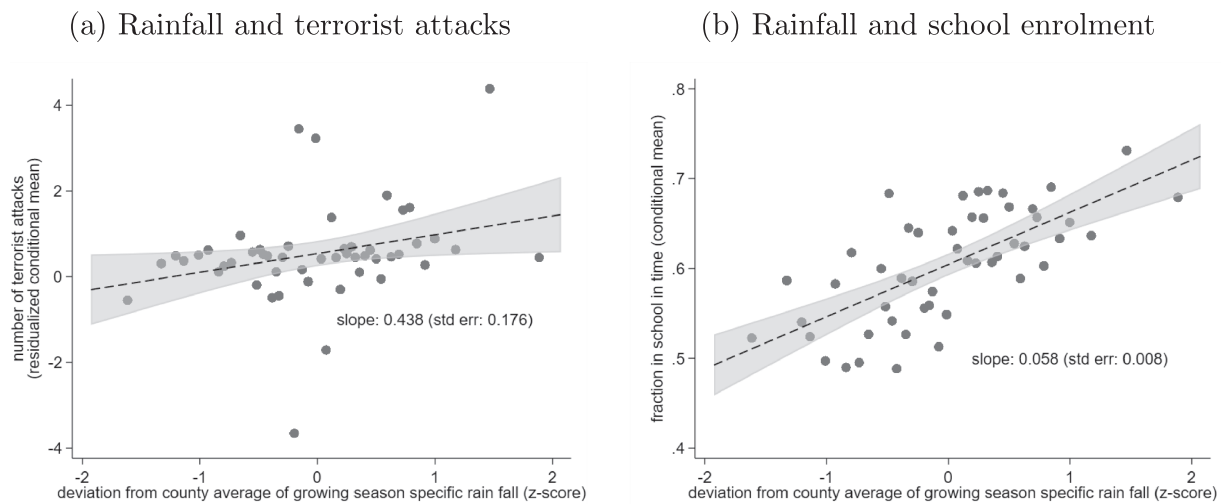 (a) Rainfall and terrorist attacks
(b) Rainfall and school enrolment
number of terrorist attacks
(residualized conditional mean)
4
2
0
-2
-4
slope: 0.438 (std err: 0.176)
-2 -1 0 1 2
deviation from county average of growing season specific rain fall (z-score)
fraction in school in time (conditional mean)
.8
.7
.6
.5
.4
slope: 0.058 (std err: 0.008)
-2 -1 0 1 2
deviation from county average of growing season specific rain fall (z-score)